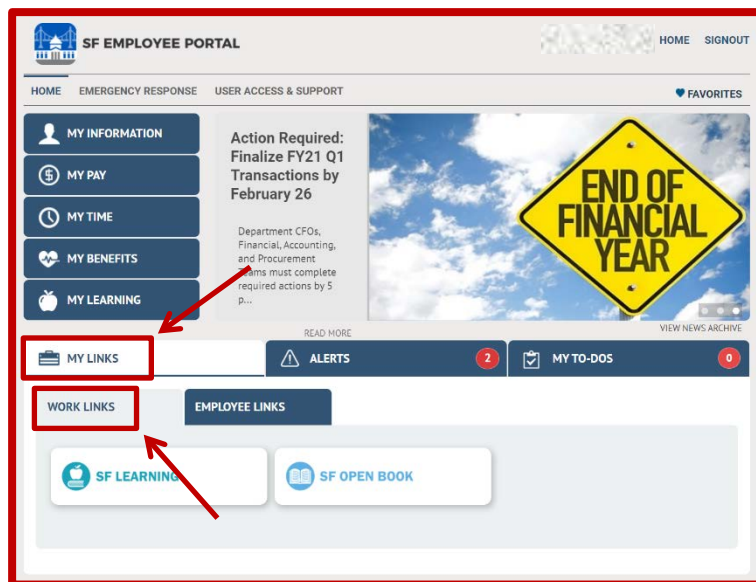 SF EMPLOYEE PORTAL
HOME SIGNOUT
HOME EMERGENCY RESPONSE USER ACCESS & SUPPORT
FAVORITES
MY INFORMATION
MY PAY
MY TIME
MY BENEFITS
MY LEARNING
Action Required:
Finalize FY21 Q1
Transactions by
February 26
Department CFOs,
Financial, Accounting,
and Procurement
Teams must complete
required actions by 5
p...
READ MORE
END OF
FINANCIAL
YEAR
VIEW NEWS ARCHIVE
MY LINKS
ALERTS 2
MY TO-DOS 0
WORK LINKS
EMPLOYEE LINKS
SF LEARNING
SF OPEN BOOK